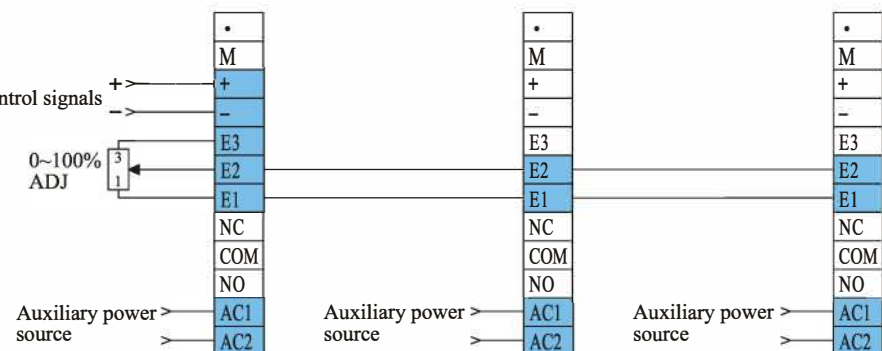 •
M
+
−
E3
E2
E1
NC
COM
NO
AC1
AC2
+
control signals
−
0~100%
ADJ
3
1
Auxiliary power
source
•
M
+
−
E3
E2
E1
NC
COM
NO
AC1
AC2
Auxiliary power
source
•
M
+
−
E3
E2
E1
NC
COM
NO
AC1
AC2
Auxiliary power
source